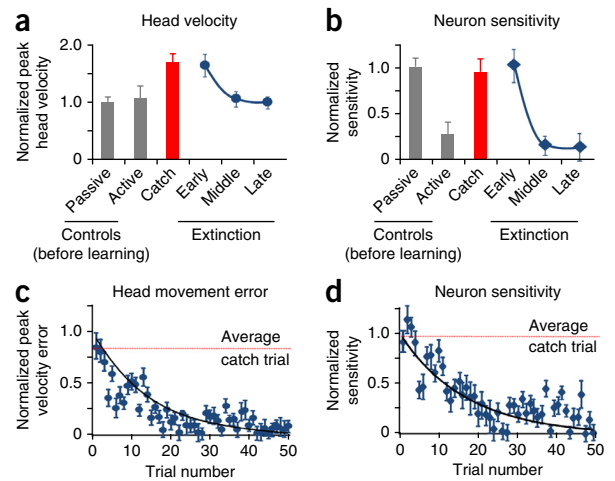 a
Head velocity
Normalized peak
head velocity
2.0
1.0
0
Passive
Active
Catch
Early
Middle
Late
Controls
(before learning)
Extinction
b
Neuron sensitivity
Normalized
sensitivity
1.0
0.5
0
Passive
Active
Catch
Early
Middle
Late
Controls
(before learning)
Extinction
c
Head movement error
Normalized peak
velocity error
1.0
0.5
0
Average
catch trial
0 10 20 30 40 50
Trial number
d
Neuron sensitivity
Normalized
sensitivity
1.0
0.5
0
Average
catch trial
0 10 20 30 40 50
Trial number